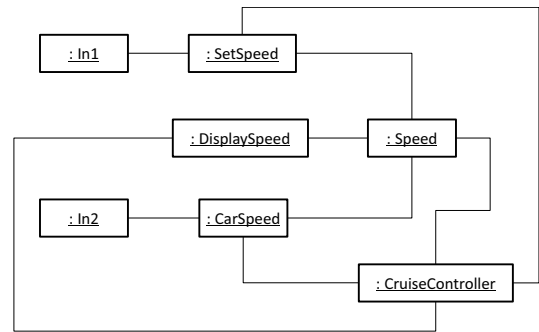 : In1
: SetSpeed
: DisplaySpeed
: Speed
: In2
: CarSpeed
: CruiseController